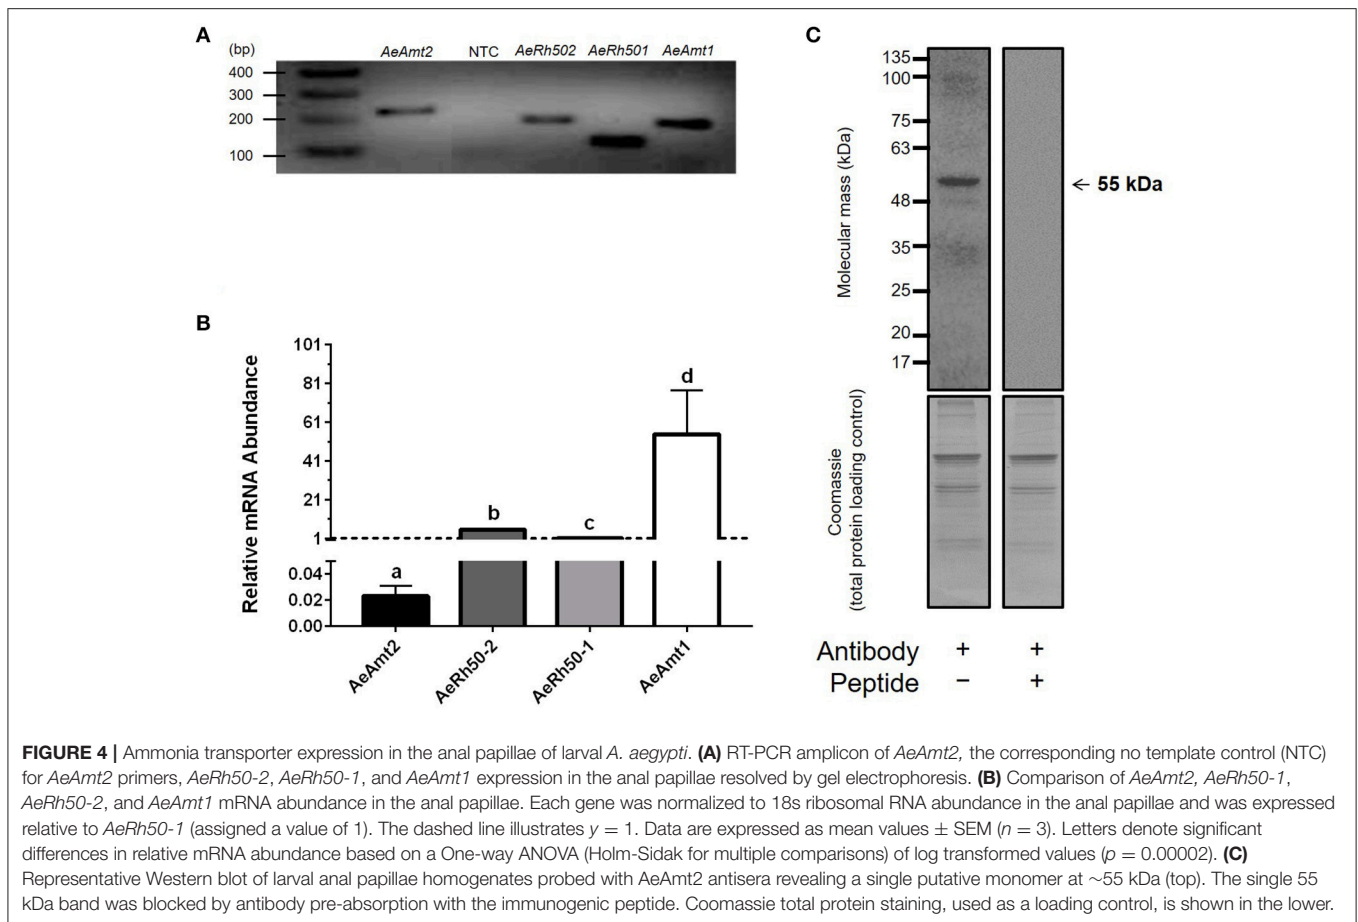 A
(bp)
AeAmt2 NTC AeRh502 AeRh501 AeAmt1
400
300
200
100
B
Relative mRNA Abundance
101
81
61
41
21
1
0.04
0.02
0.00
a
b
c
d
AeAmt2
AeRh50-2
AeRh50-1
AeAmt1
C
Molecular mass (kDa)
135
100
75
63
48
35
25
20
17
← 55 kDa
Coomassie
(total protein loading control)
Antibody + +
Peptide − +
FIGURE 4 | Ammonia transporter expression in the anal papillae of larval A. aegypti. (A) RT-PCR amplicon of AeAmt2, the corresponding no template control (NTC)
for AeAmt2 primers, AeRh50-2, AeRh50-1, and AeAmt1 expression in the anal papillae resolved by gel electrophoresis. (B) Comparison of AeAmt2, AeRh50-1,
AeRh50-2, and AeAmt1 mRNA abundance in the anal papillae. Each gene was normalized to 18s ribosomal RNA abundance in the anal papillae and was expressed
relative to AeRh50-1 (assigned a value of 1). The dashed line illustrates y = 1. Data are expressed as mean values ± SEM (n = 3). Letters denote significant
differences in relative mRNA abundance based on a One-way ANOVA (Holm-Sidak for multiple comparisons) of log transformed values (p = 0.00002). (C)
Representative Western blot of larval anal papillae homogenates probed with AeAmt2 antisera revealing a single putative monomer at ~55 kDa (top). The single 55
kDa band was blocked by antibody pre-absorption with the immunogenic peptide. Coomassie total protein staining, used as a loading control, is shown in the lower.